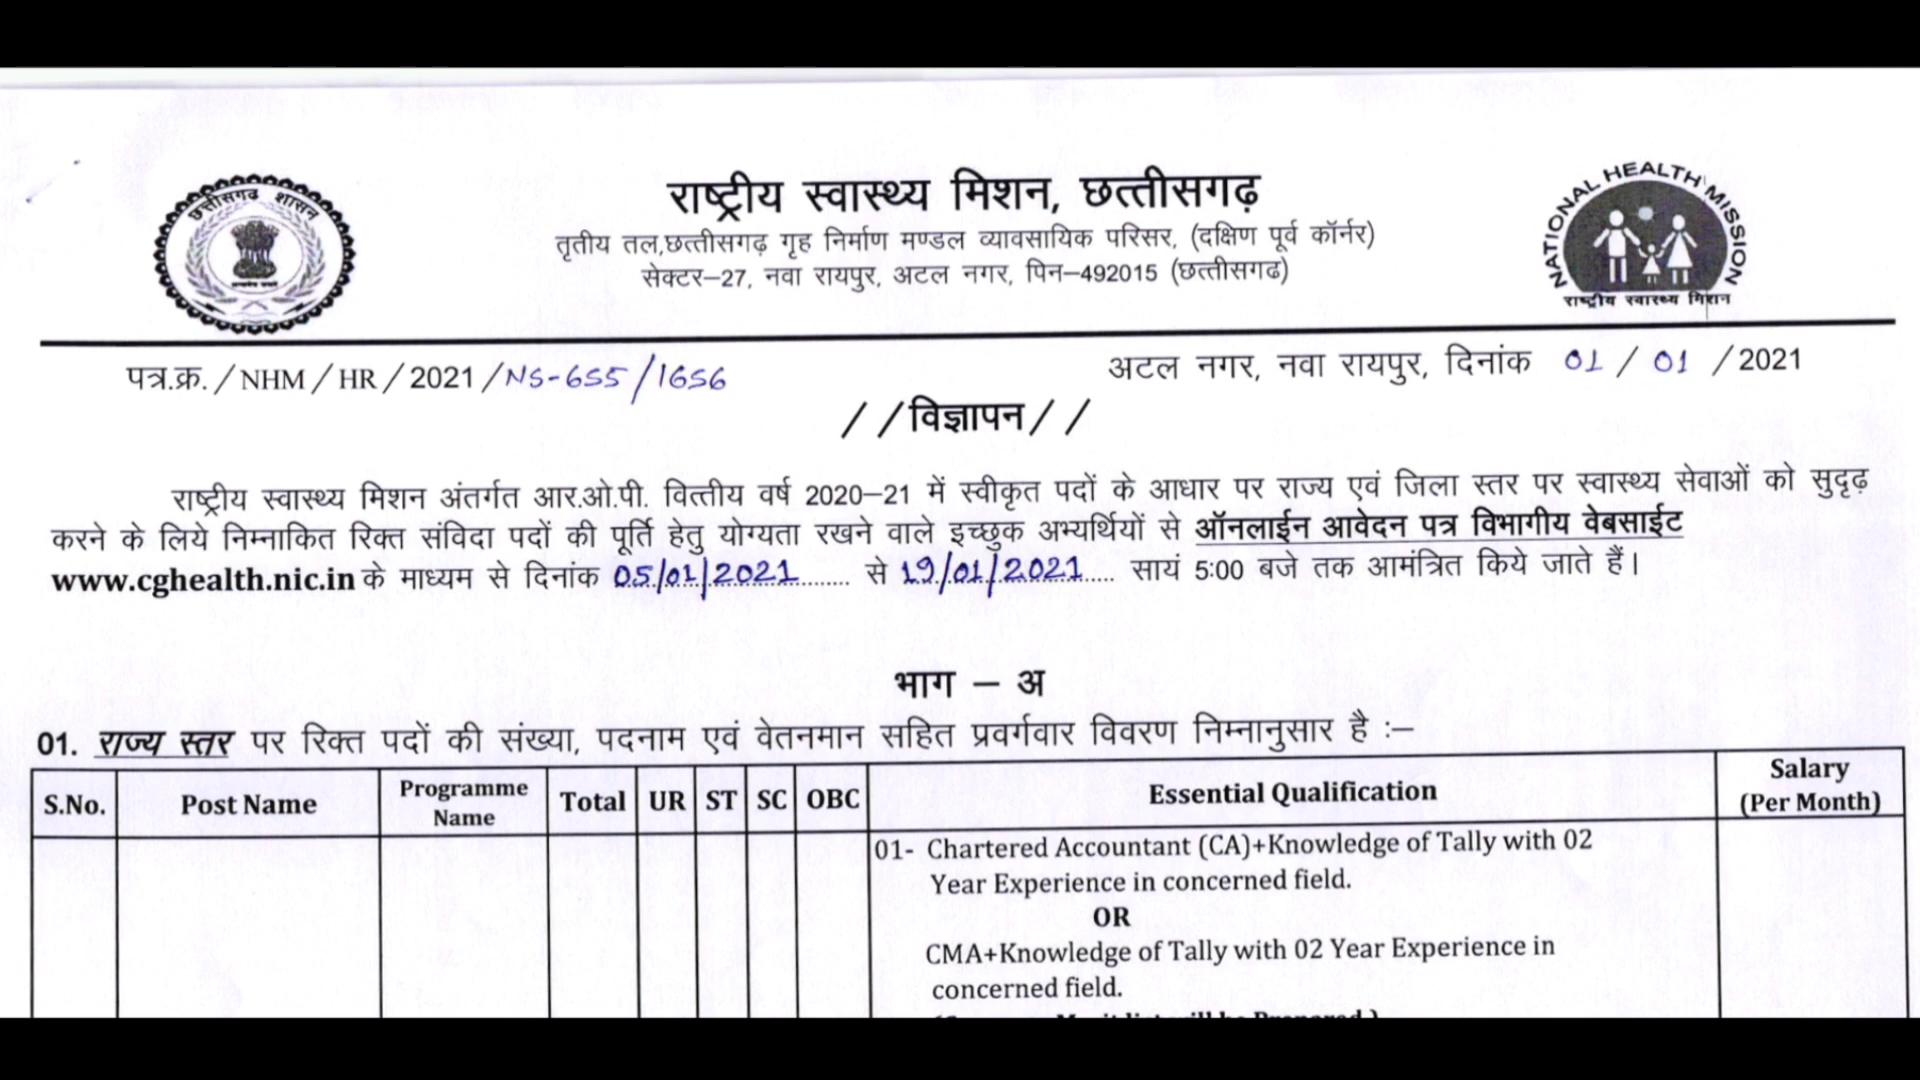 छत्तीसगढ़ शासन
राष्ट्रीय स्वास्थ्य मिशन, छत्तीसगढ़
तृतीय तल,छत्तीसगढ़ गृह निर्माण मण्डल व्यावसायिक परिसर, (दक्षिण पूर्व कॉर्नर)
सेक्टर–27, नवा रायपुर, अटल नगर, पिन–492015 (छत्तीसगढ)
NATIONAL HEALTH MISSION
राष्ट्रीय स्वास्थ्य मिशन
पत्र.क्र. / NHM / HR / 2021 / NS-655 / 1656 अटल नगर, नवा रायपुर, दिनांक 01 / 01 / 2021
/ /विज्ञापन/ /
राष्ट्रीय स्वास्थ्य मिशन अंतर्गत आर.ओ.पी. वित्तीय वर्ष 2020–21 में स्वीकृत पदों के आधार पर राज्य एवं जिला स्तर पर स्वास्थ्य सेवाओं को सुदृढ़
करने के लिये निम्नाकित रिक्त संविदा पदों की पूर्ति हेतु योग्यता रखने वाले इच्छुक अभ्यर्थियों से ऑनलाईन आवेदन पत्र विभागीय वेबसाईट
www.cghealth.nic.in के माध्यम से दिनांक 05/01/2021 से 19/01/2021 सायं 5:00 बजे तक आमंत्रित किये जाते हैं।
भाग – अ
01. राज्य स्तर पर रिक्त पदों की संख्या, पदनाम एवं वेतनमान सहित प्रवर्गवार विवरण निम्नानुसार है :–
S.No. Post Name Programme Name Total UR ST SC OBC Essential Qualification Salary (Per Month)
01- Chartered Accountant (CA)+Knowledge of Tally with 02
Year Experience in concerned field.
OR
CMA+Knowledge of Tally with 02 Year Experience in
concerned field.